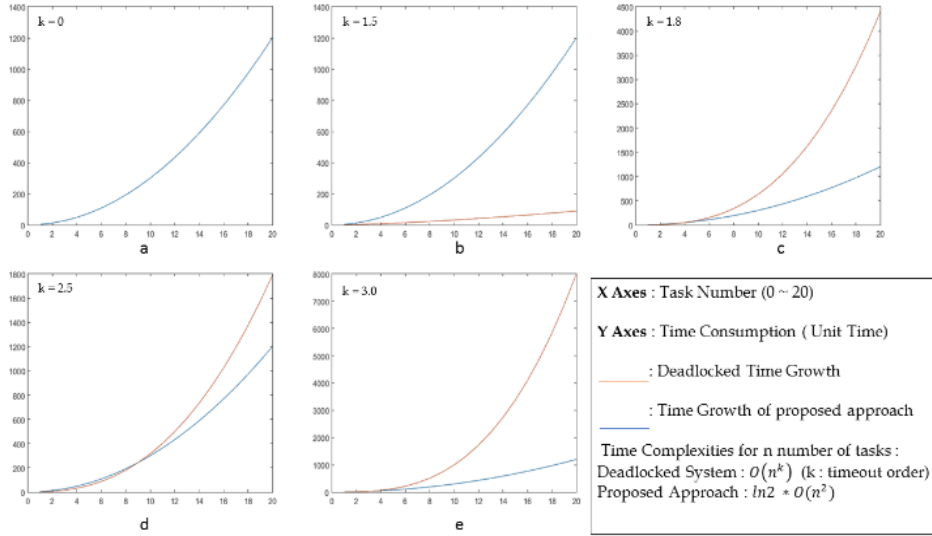 k = 0
1400
1200
1000
800
600
400
200
0
0 2 4 6 8 10 12 14 16 18 20
a
k = 1.5
1400
1200
1000
800
600
400
200
0
0 2 4 6 8 10 12 14 16 18 20
b
k = 1.8
4500
4000
3500
3000
2500
2000
1500
1000
500
0
0 2 4 6 8 10 12 14 16 18 20
c
k = 2.5
1800
1600
1400
1200
1000
800
600
400
200
0
0 2 4 6 8 10 12 14 16 18 20
d
k = 3.0
8000
7000
6000
5000
4000
3000
2000
1000
0
0 2 4 6 8 10 12 14 16 18 20
e
X Axes : Task Number (0 ~ 20)
Y Axes : Time Consumption ( Unit Time)
: Deadlocked Time Growth
: Time Growth of proposed approach
Time Complexities for n number of tasks :
Deadlocked System : O(n^k) (k : timeout order)
Proposed Approach : ln2 * O(n²)